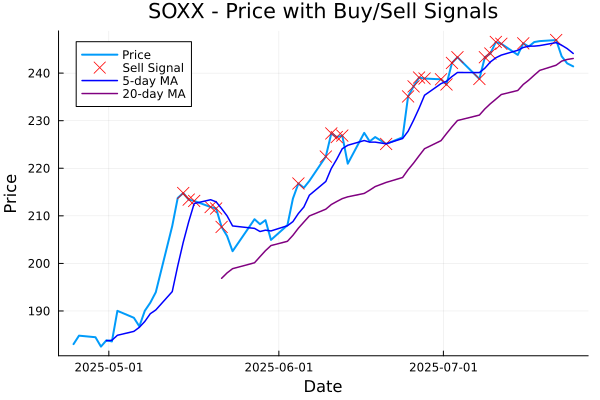 SOXX - Price with Buy/Sell Signals
Price
Sell Signal
5-day MA
20-day MA
240
230
220
210
200
190
Price
2025-05-01
2025-06-01
2025-07-01
Date